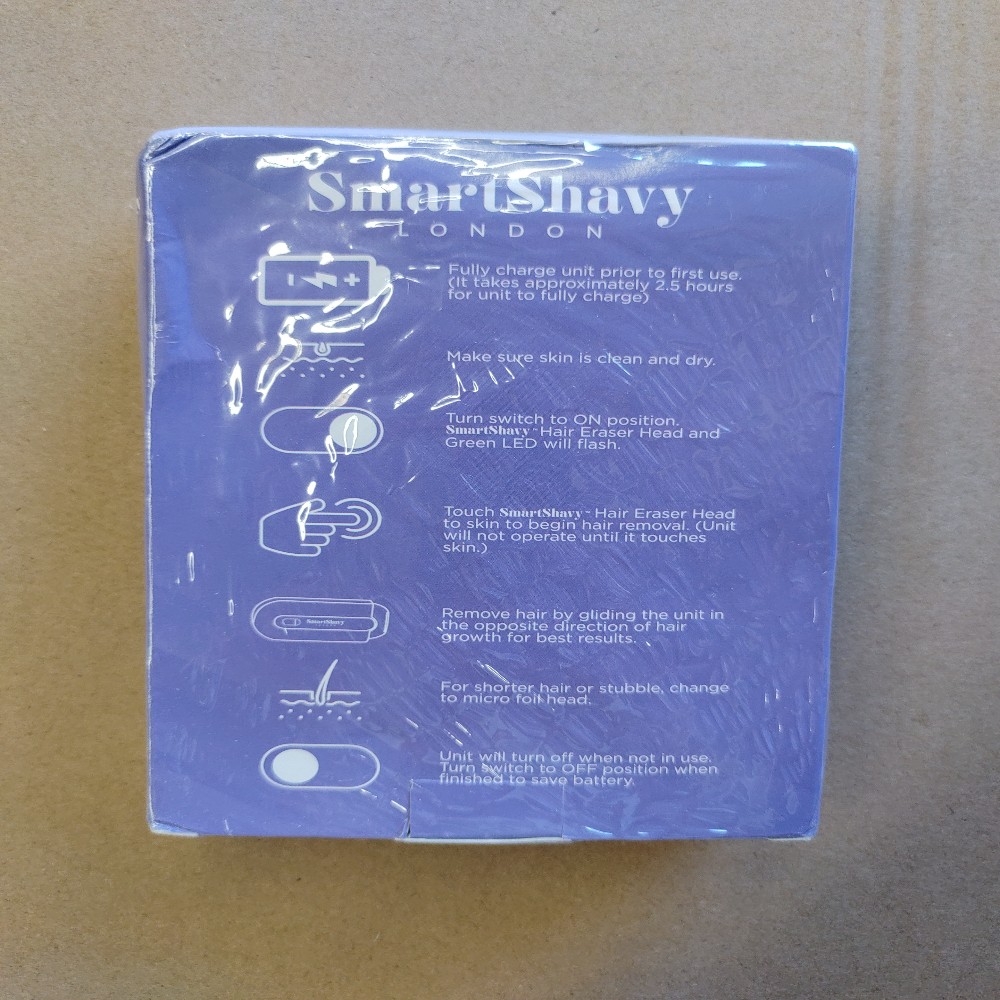 SmartShavy
LONDON
Fully charge unit prior to first use.
(It takes approximately 2.5 hours
for unit to fully charge)
Make sure skin is clean and dry.
Turn switch to ON position.
SmartShavy™ Hair Eraser Head and
Green LED will flash.
Touch SmartShavy™ Hair Eraser Head
to skin to begin hair removal. (Unit
will not operate until it touches
skin.)
SmartShavy
Remove hair by gliding the unit in
the opposite direction of hair
growth for best results.
For shorter hair or stubble, change
to micro foil head.
Unit will turn off when not in use.
Turn switch to OFF position when
finished to save battery.